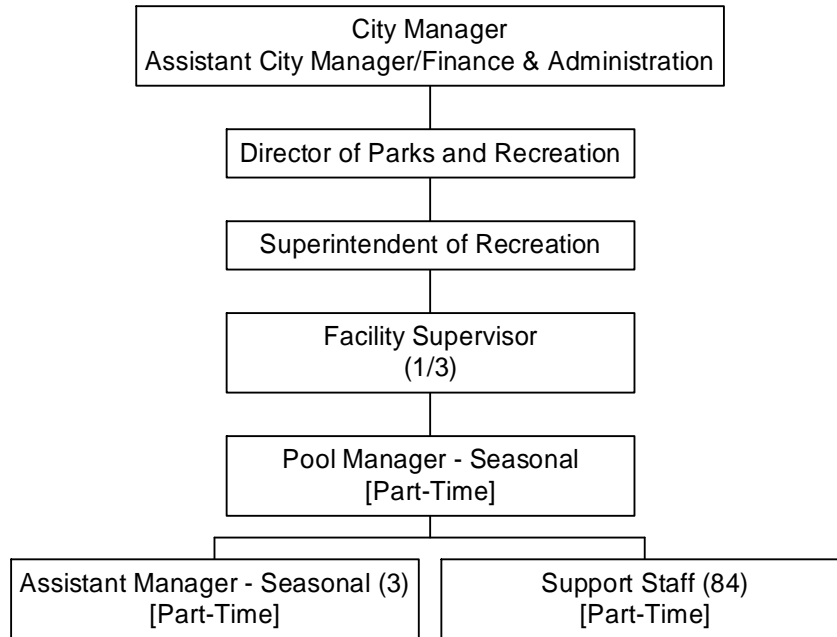 City Manager
Assistant City Manager/Finance & Administration
Director of Parks and Recreation
Superintendent of Recreation
Facility Supervisor
(1/3)
Pool Manager - Seasonal
[Part-Time]
Assistant Manager - Seasonal (3)
[Part-Time]
Support Staff (84)
[Part-Time]